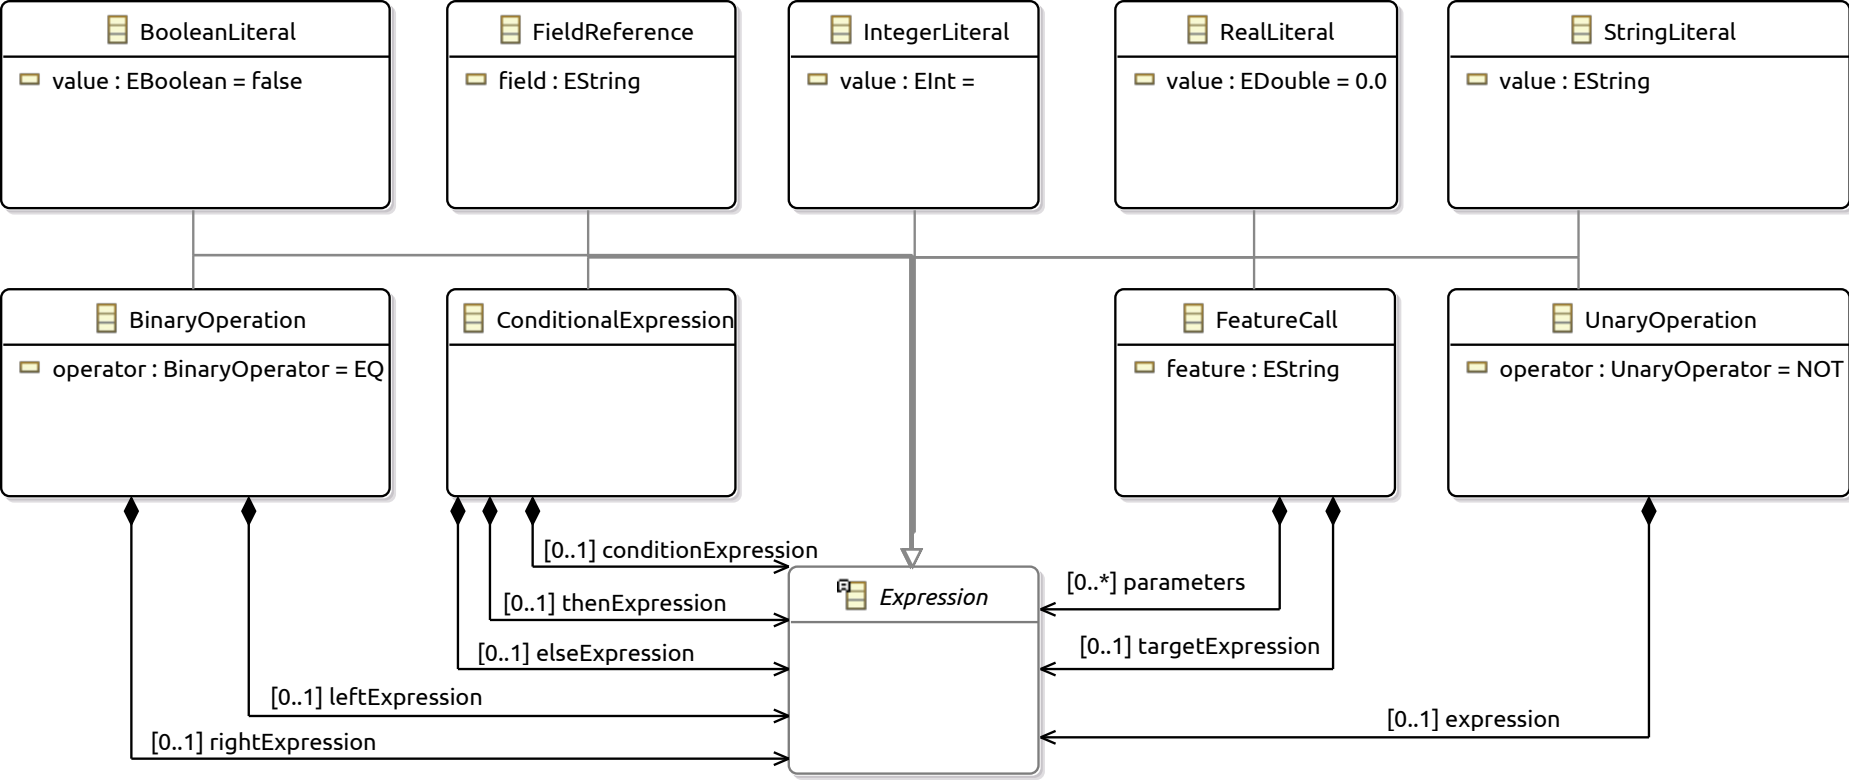 BooleanLiteral
value : EBoolean = false
FieldReference
field : EString
IntegerLiteral
value : EInt =
RealLiteral
value : EDouble = 0.0
StringLiteral
value : EString
BinaryOperation
operator : BinaryOperator = EQ
ConditionalExpression
FeatureCall
feature : EString
UnaryOperation
operator : UnaryOperator = NOT
[0..1] conditionExpression
[0..1] thenExpression
[0..1] elseExpression
[0..1] leftExpression
[0..1] rightExpression
Expression
[0..*] parameters
[0..1] targetExpression
[0..1] expression